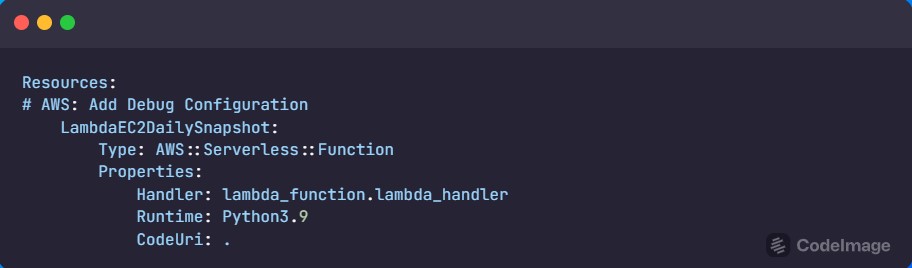 Resources:
# AWS: Add Debug Configuration
    LambdaEC2DailySnapshot:
        Type: AWS::Serverless::Function
        Properties:
            Handler: lambda_function.lambda_handler
            Runtime: Python3.9
            CodeUri: .
CodeImage